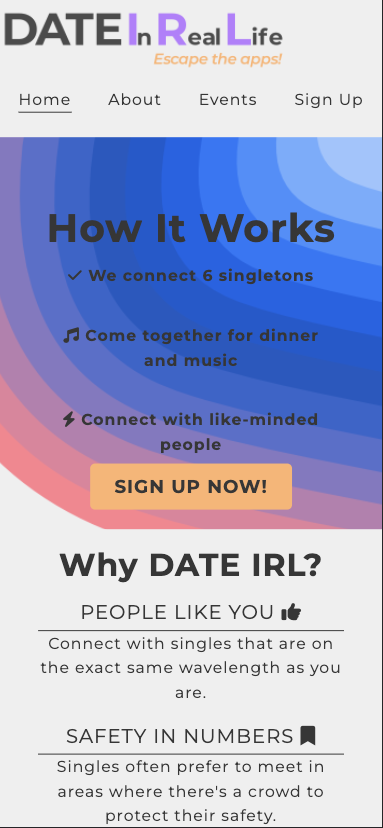 DATE In Real Life
Escape the apps!
Home About Events Sign Up
How It Works
We connect 6 singletons
Come together for dinner
and music
Connect with like-minded
people
SIGN UP NOW!
Why DATE IRL?
PEOPLE LIKE YOU
Connect with singles that are on
the exact same wavelength as you
are.
SAFETY IN NUMBERS
Singles often prefer to meet in
areas where there's a crowd to
protect their safety.